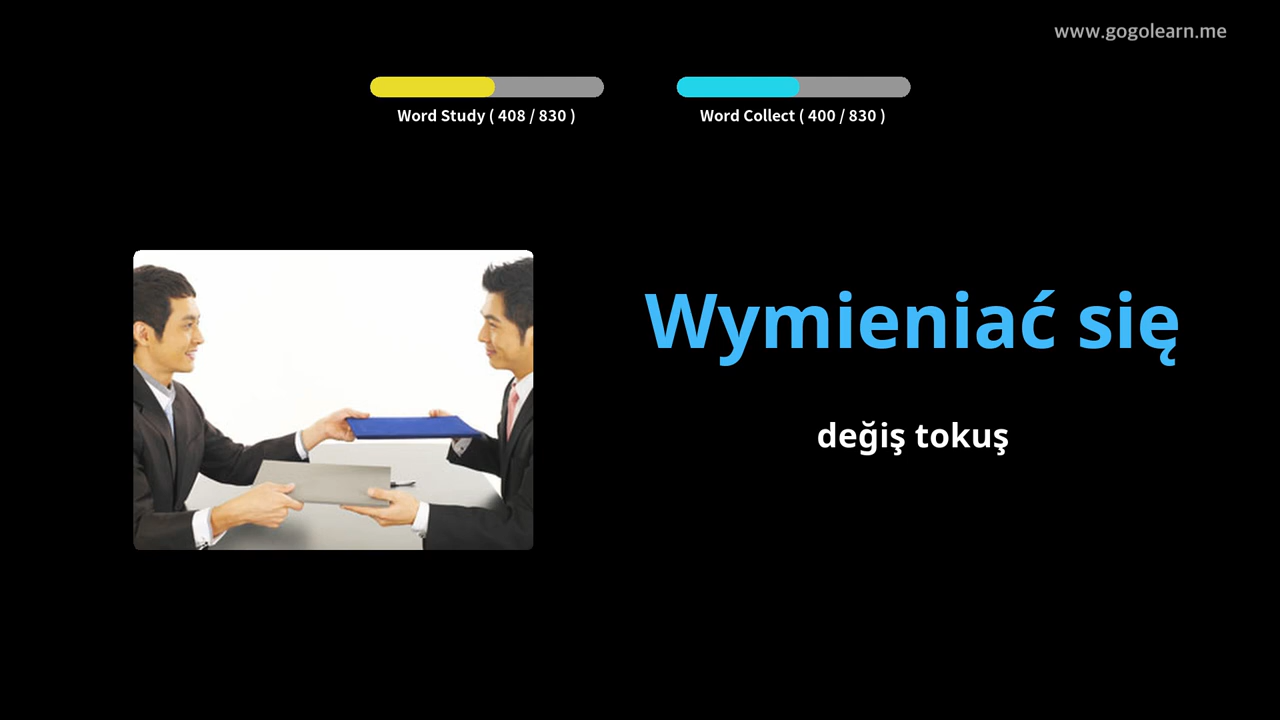 www.gogolearn.me
Word Study ( 408 / 830 )
Word Collect ( 400 / 830 )
Wymieniać się
değiş tokuş